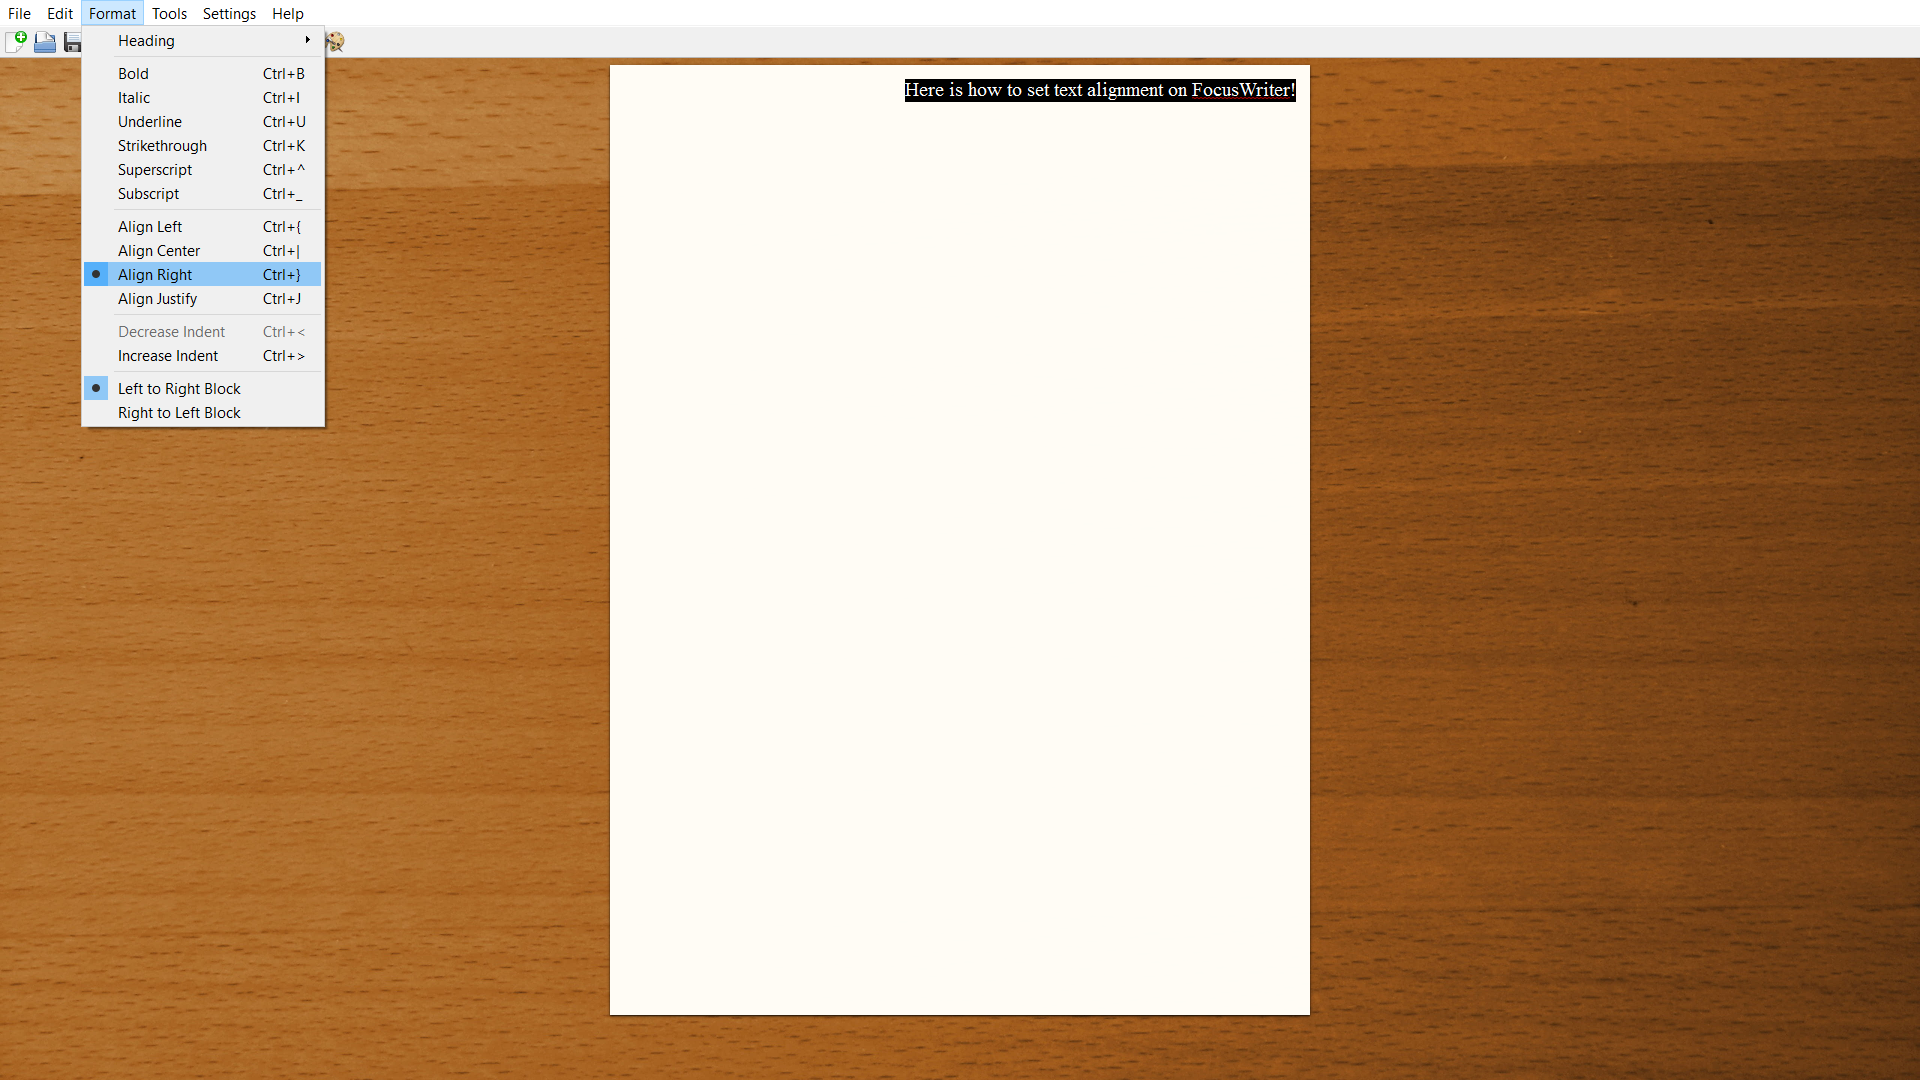 File Edit Format Tools Settings Help
Heading
Bold Ctrl+B
Italic Ctrl+I
Underline Ctrl+U
Strikethrough Ctrl+K
Superscript Ctrl+^
Subscript Ctrl+_
Align Left Ctrl+{
Align Center Ctrl+|
Align Right Ctrl+}
Align Justify Ctrl+J
Decrease Indent Ctrl+<
Increase Indent Ctrl+>
Left to Right Block
Right to Left Block
Here is how to set text alignment on FocusWriter!